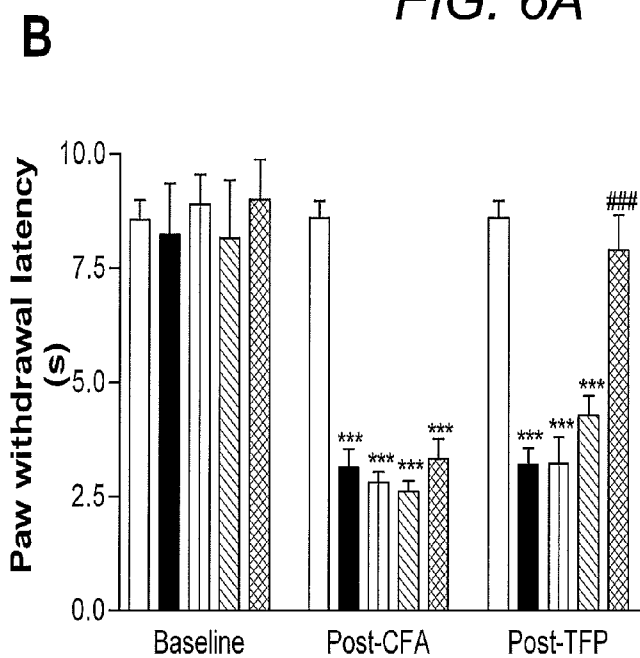 FIG. 6A
B
Paw withdrawal latency
(s)
10.0
7.5
5.0
2.5
0.0
*** *** *** ***
*** *** *** ###
Baseline Post-CFA Post-TFP